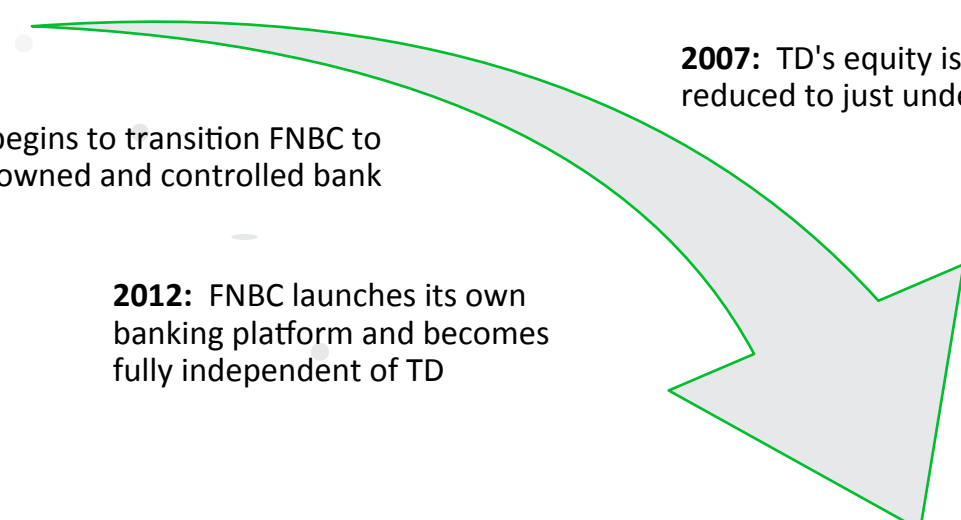 2007: TD's equity is
reduced to just
begins to transition FNBC to
owned and controlled bank
2012: FNBC launches its own
banking platform and becomes
fully independent of TD